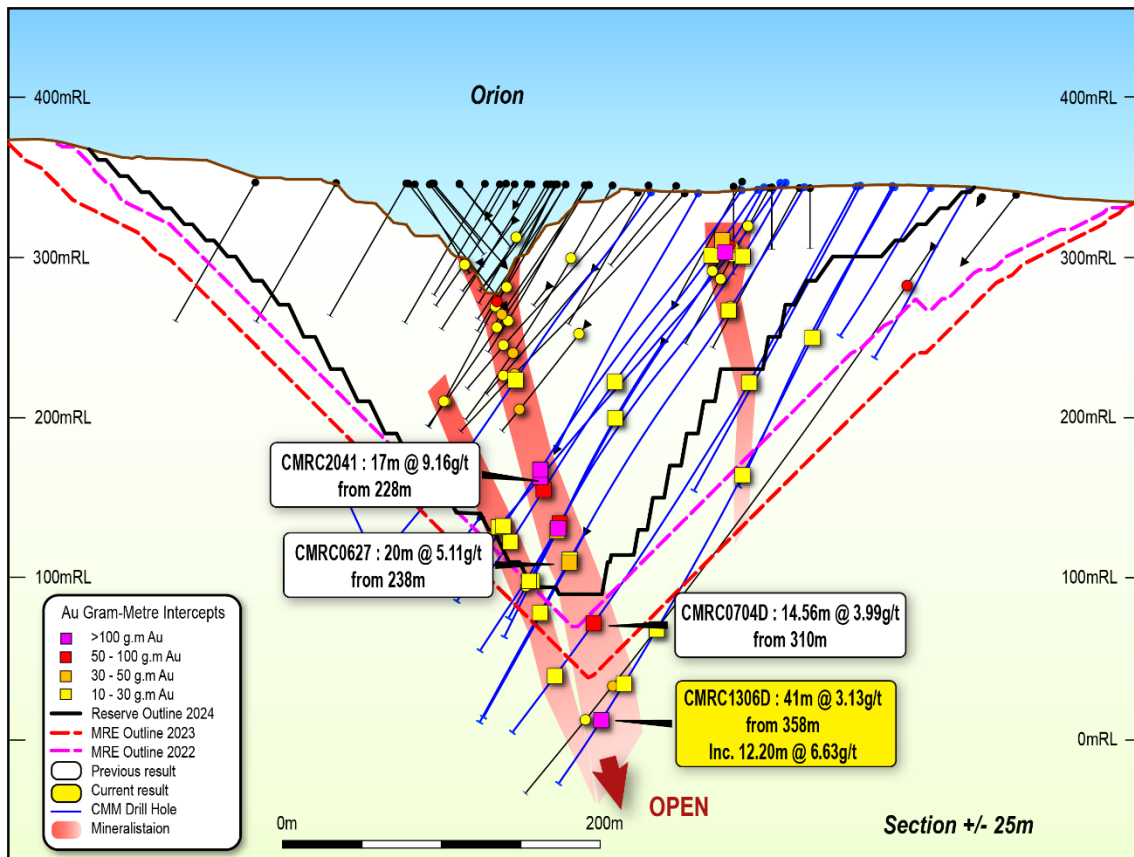 Orion
400mRL
400mRL
300mRL
300mRL
200mRL
200mRL
CMRC2041 : 17m @ 9.16g/t
from 228m
CMRC0627 : 20m @ 5.11g/t
from 238m
100mRL
100mRL
CMRC0704D : 14.56m @ 3.99g/t
from 310m
CMRC1306D : 41m @ 3.13g/t
from 358m
Inc. 12.20m @ 6.63g/t
0mRL
Au Gram-Metre Intercepts
>100 g.m Au
50 - 100 g.m Au
30 - 50 g.m Au
10 - 30 g.m Au
Reserve Outline 2024
MRE Outline 2023
MRE Outline 2022
Previous result
Current result
CMM Drill Hole
Mineralistaion
OPEN
0m
200m
Section +/- 25m